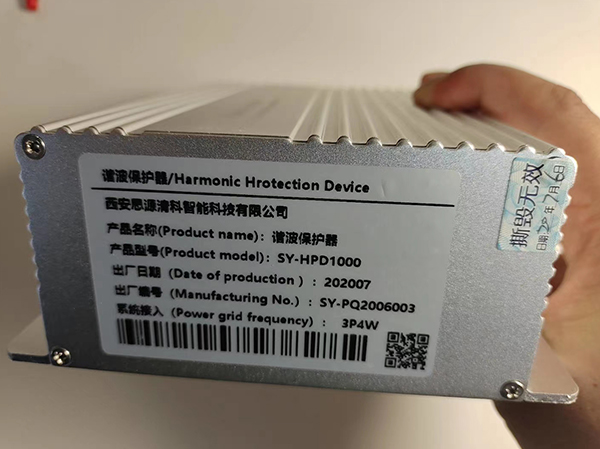 谐波保护器/Harmonic Hrotection Device
西安思源清科智能科技有限公司
产品名称(Product name): 谐波保护器
产品型号(Product model): SY-HPD1000
出厂日期 (Date of production) : 202007
出厂编号 (Manufacturing No.) : SY-PQ2006003
系统接入 (Power grid frequency) : 3P4W
撕毁无效
日期